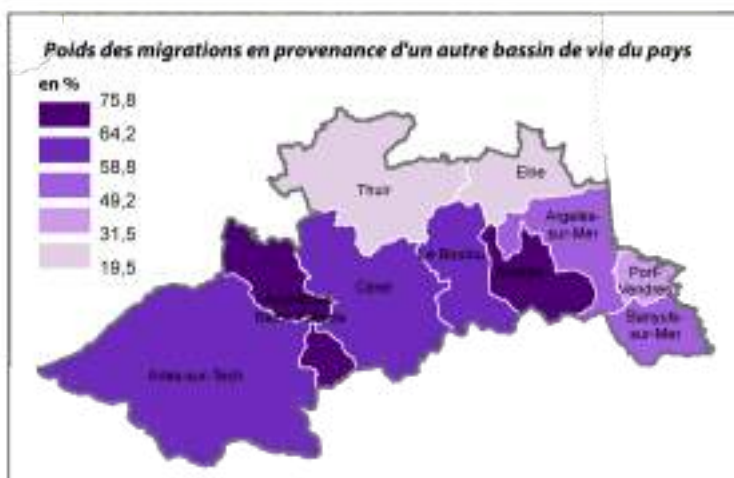 Poids des migrations en provenance d'un autre bassin de vie du pays
en %
75,8
64,2
58,8
49,2
31,5
19,5
Thuir
Elne
Argelès-
sur-Mer
Le Boulou
Céret
Port-
Vendres
Banyuls-
sur-Mer
Arles-sur-Tech